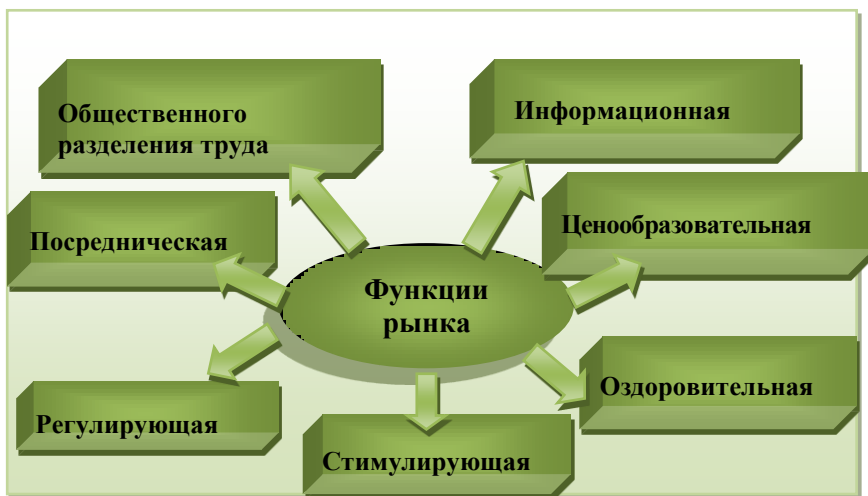 Общественного
разделения труда
Информационная
Посредническая
Ценообразовательная
Функции
рынка
Оздоровительная
Регулирующая
Стимулирующая